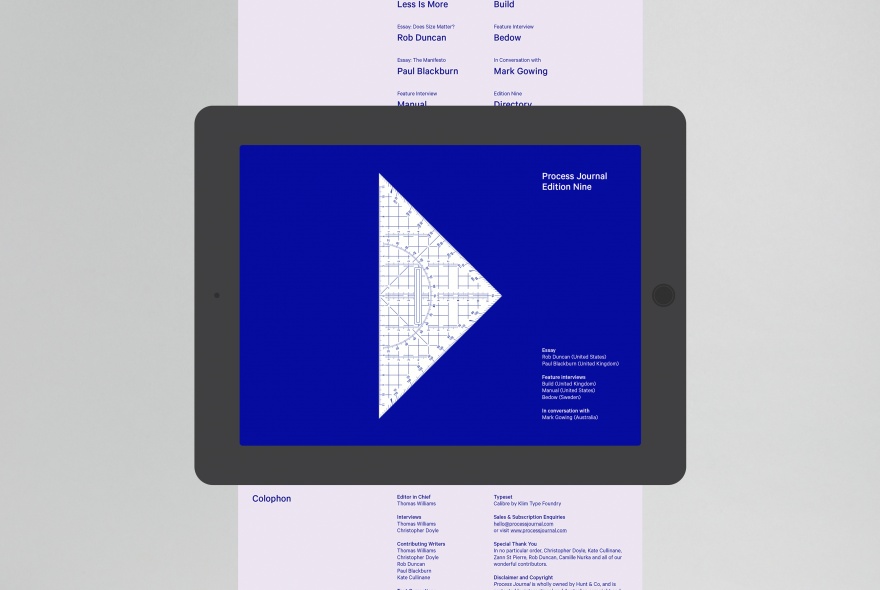 Less Is More
Build
Essay: Does Size Matter?
Rob Duncan
Feature Interview
Bedow
Essay: The Manifesto
Paul Blackburn
In Conversation with
Mark Gowing
Feature Interview
Manual
Edition Nine
Directory
Process Journal
Edition Nine
Essay
Rob Duncan (United States)
Paul Blackburn (United Kingdom)
Feature Interviews
Build (United Kingdom)
Manual (United States)
Bedow (Sweden)
In conversation with
Mark Gowing (Australia)
Colophon
Editor in Chief
Thomas Williams
Interviews
Thomas Williams
Christopher Doyle
Contributing Writers
Thomas Williams
Christopher Doyle
Rob Duncan
Paul Blackburn
Kate Cullinane
Typeset
Calibre by Klim Type Foundry
Sales & Subscription Enquiries
hello@processjournal.com
or visit www.processjournal.com
Special Thank You
In no particular order, Christopher Doyle, Kate Cullinane,
Zann St Pierre, Rob Duncan, Camille Nurka and all of our
wonderful contributors.
Disclaimer and Copyright
Process Journal is wholly owned by Hunt & Co, and is